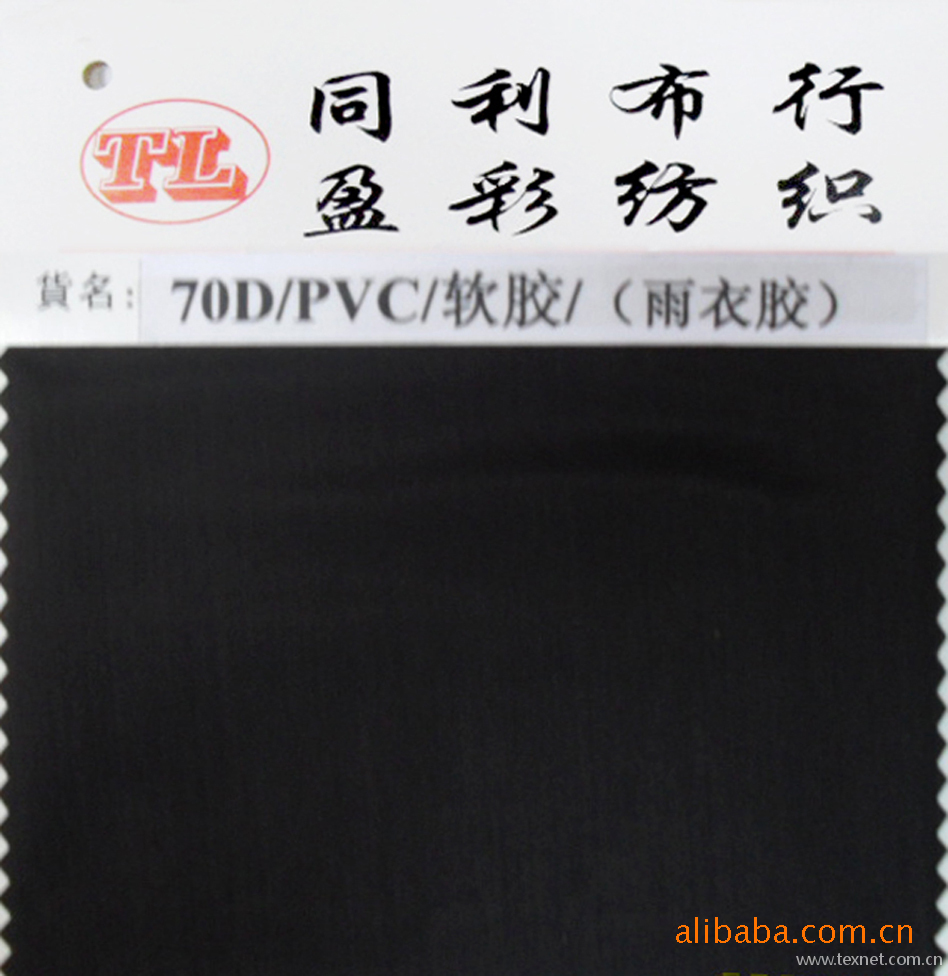 TL
同利布行
盈彩纺织
貨名: 70D/PVC/软胶/（雨衣胶）
alibaba.com.cn
www.texnet.com.cn